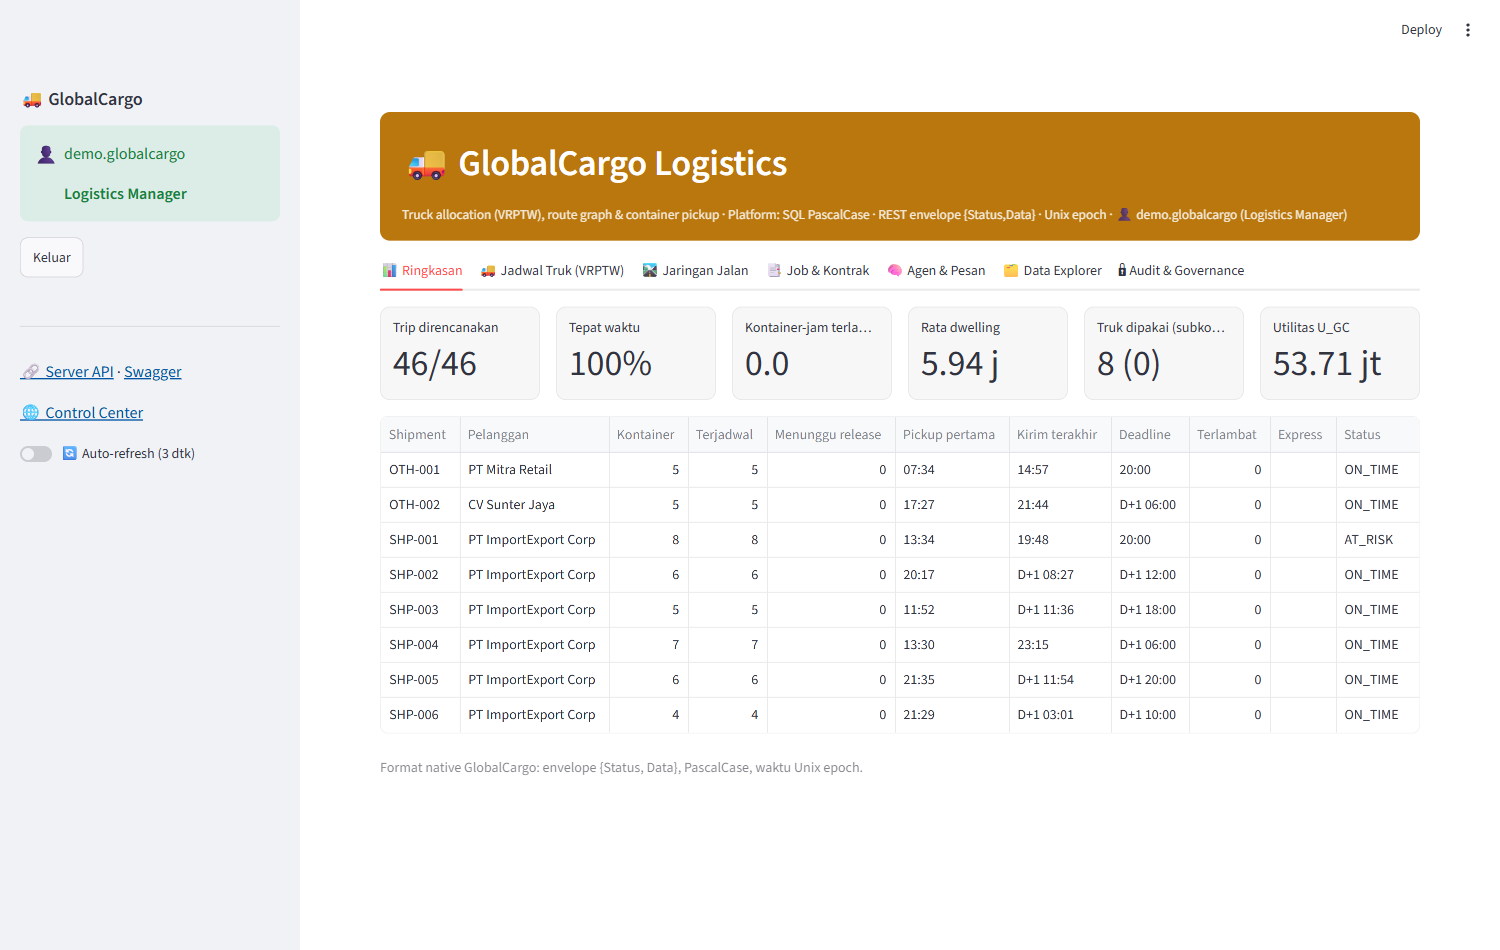 Deploy
GlobalCargo
demo.globalcargo
Logistics Manager
Keluar
Server API · Swagger
Control Center
Auto-refresh (3 dtk)
GlobalCargo Logistics
Truck allocation (VRPTW), route graph & container pickup · Platform: SQL PascalCase · REST envelope {Status,Data} · Unix epoch · demo.globalcargo (Logistics Manager)
Ringkasan Jadwal Truk (VRPTW) Jaringan Jalan Job & Kontrak Agen & Pesan Data Explorer Audit & Governance
Trip direncanakan Tepat waktu Kontainer-jam terla... Rata dwelling Truk dipakai (subko... Utilitas U_GC
46/46 100% 0.0 5.94 j 8 (0) 53.71 jt
Shipment Pelanggan Kontainer Terjadwal Menunggu release Pickup pertama Kirim terakhir Deadline Terlambat Express Status
OTH-001 PT Mitra Retail 5 5 0 07:34 14:57 20:00 0 ON_TIME
OTH-002 CV Sunter Jaya 5 5 0 17:27 21:44 D+1 06:00 0 ON_TIME
SHP-001 PT ImportExport Corp 8 8 0 13:34 19:48 20:00 0 AT_RISK
SHP-002 PT ImportExport Corp 6 6 0 20:17 D+1 08:27 D+1 12:00 0 ON_TIME
SHP-003 PT ImportExport Corp 5 5 0 11:52 D+1 11:36 D+1 18:00 0 ON_TIME
SHP-004 PT ImportExport Corp 7 7 0 13:30 23:15 D+1 06:00 0 ON_TIME
SHP-005 PT ImportExport Corp 6 6 0 21:35 D+1 11:54 D+1 20:00 0 ON_TIME
SHP-006 PT ImportExport Corp 4 4 0 21:29 D+1 03:01 D+1 10:00 0 ON_TIME
Format native GlobalCargo: envelope {Status, Data}, PascalCase, waktu Unix epoch.